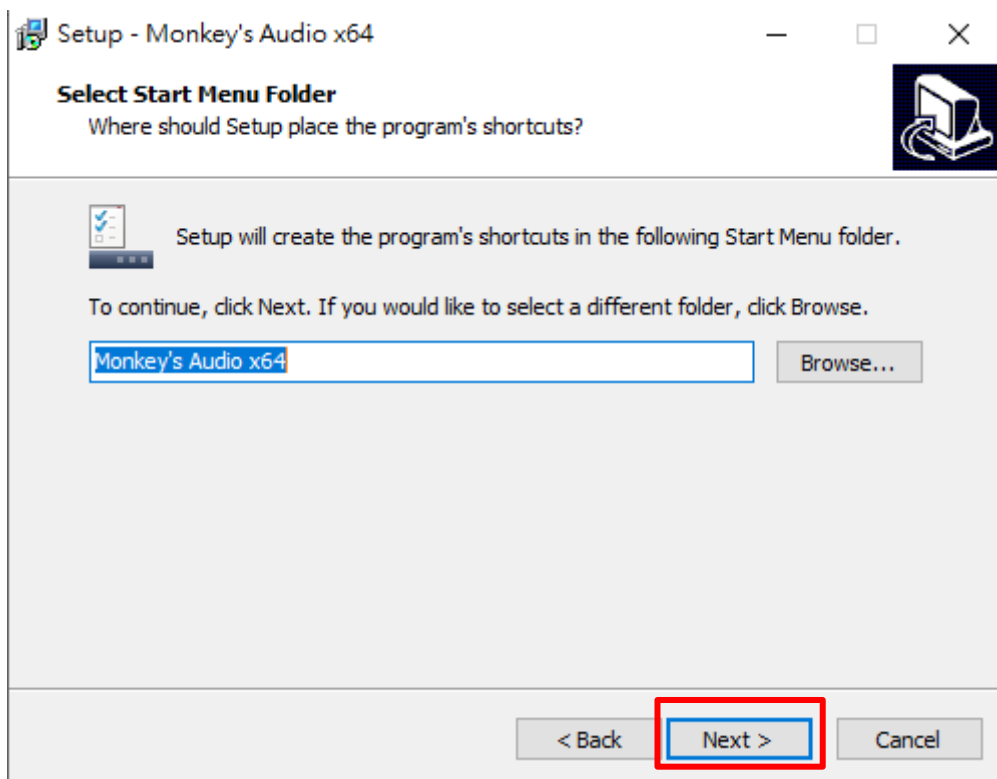 Setup - Monkey's Audio x64
Select Start Menu Folder
Where should Setup place the program's shortcuts?
Setup will create the program's shortcuts in the following Start Menu folder.
To continue, click Next. If you would like to select a different folder, click Browse.
Monkey's Audio x64
Browse...
< Back
Next >
Cancel